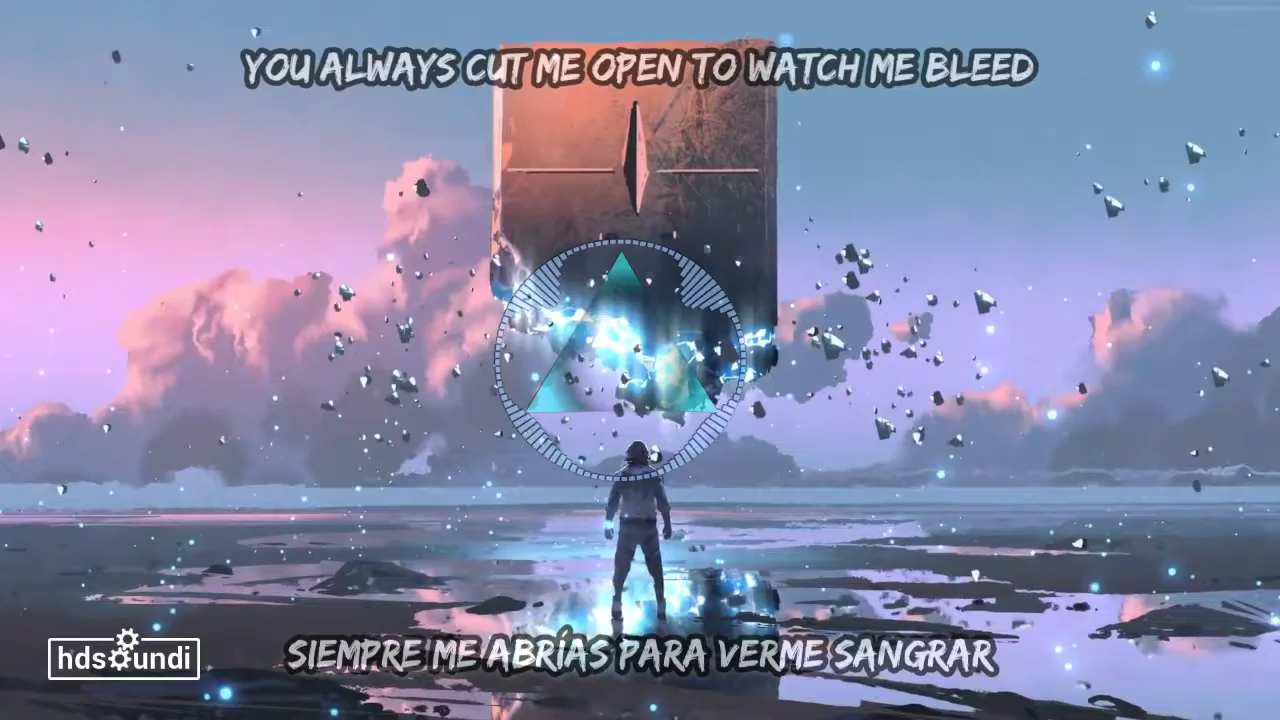 YOU ALWAYS CUT ME OPEN TO WATCH ME BLEED
hdsoundi
SIEMPRE ME ABRÍAS PARA VERME SANGRAR